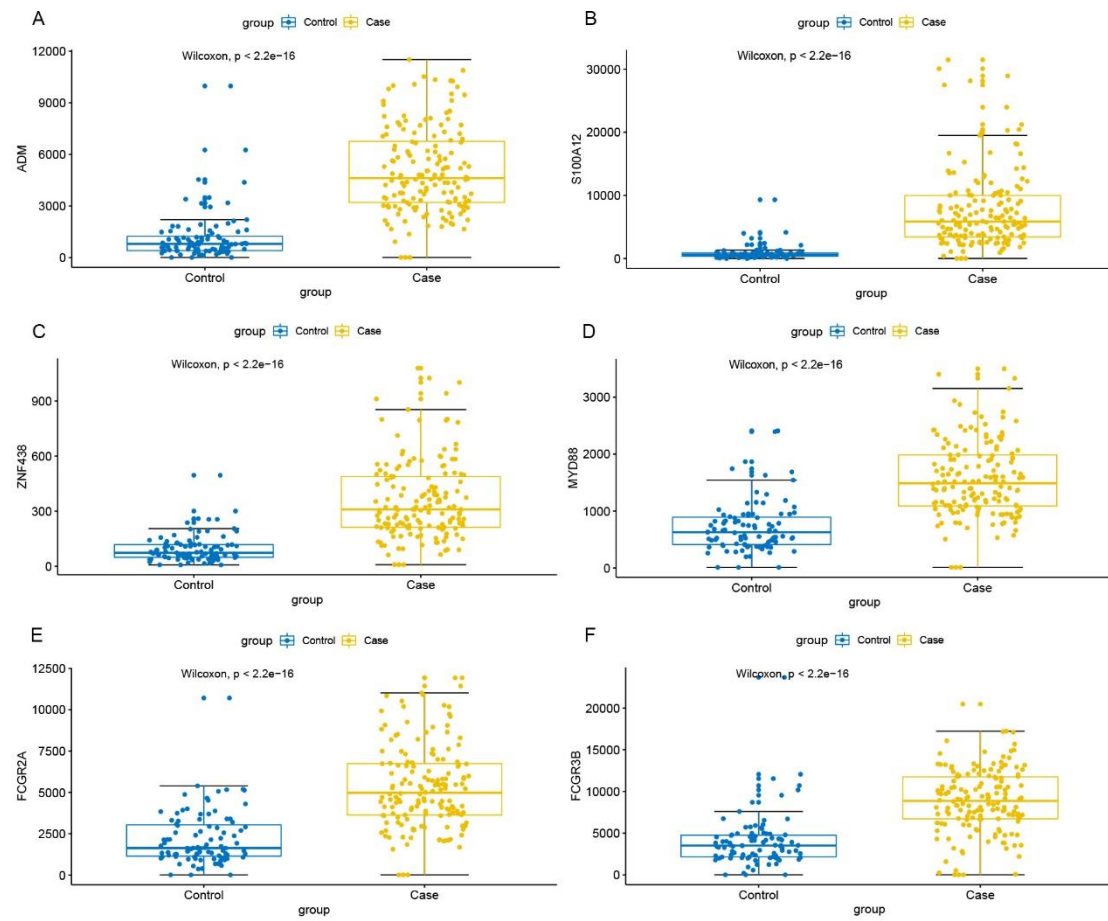 A
group Control Case
Wilcoxon, p < 2.2e−16
12000
9000
6000
3000
0
ADM
Control Case
group
B
group Control Case
Wilcoxon, p < 2.2e−16
30000
20000
10000
0
S100A12
Control Case
group
C
group Control Case
Wilcoxon, p < 2.2e−16
900
600
300
0
ZNF438
Control Case
group
D
group Control Case
Wilcoxon, p < 2.2e−16
3000
2000
1000
0
MYD88
Control Case
group
E
group Control Case
Wilcoxon, p < 2.2e−16
12500
10000
7500
5000
2500
0
FCGR2A
Control Case
group
F
group Control Case
Wilcoxon, p < 2.2e−16
20000
15000
10000
5000
0
FCGR3B
Control Case
group